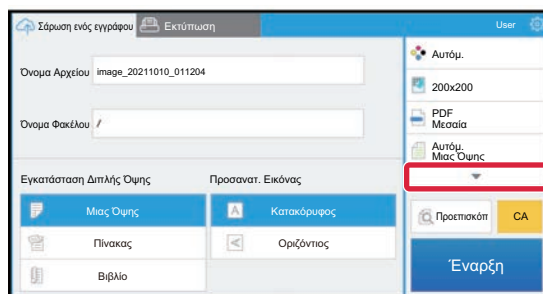 Σάρωση ενός εγγράφου
Εκτύπωση
User
Όνομα Αρχείου
image_20211010_011204
Όνομα Φακέλου
/
Εγκατάσταση Διπλής Όψης
Προσανατ. Εικόνας
Μιας Όψης
Πίνακας
Βιβλίο
A
Κατακόρυφος
Οριζόντιος
Αυτόμ.
200x200
PDF
Μεσαία
Αυτόμ.
Μιας Όψης
Προεπισκόπ
CA
Έναρξη